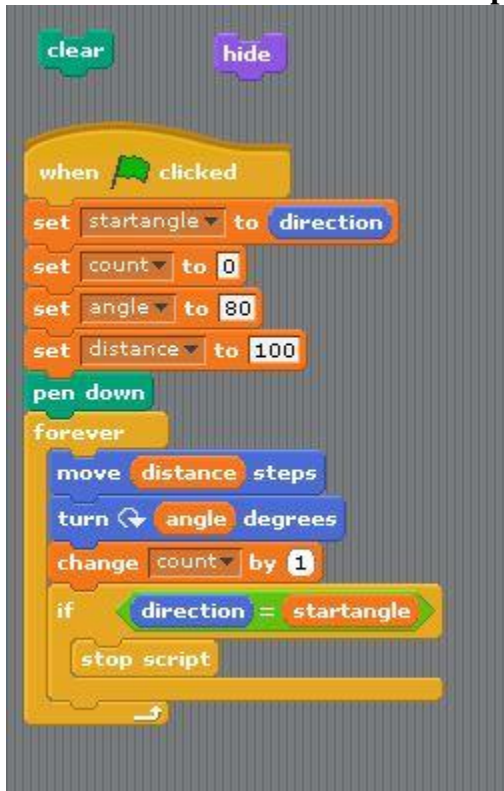 clear hide
when clicked
set startangle to direction
set count to 0
set angle to 80
set distance to 100
pen down
forever
move distance steps
turn angle degrees
change count by 1
if direction = startangle
stop script